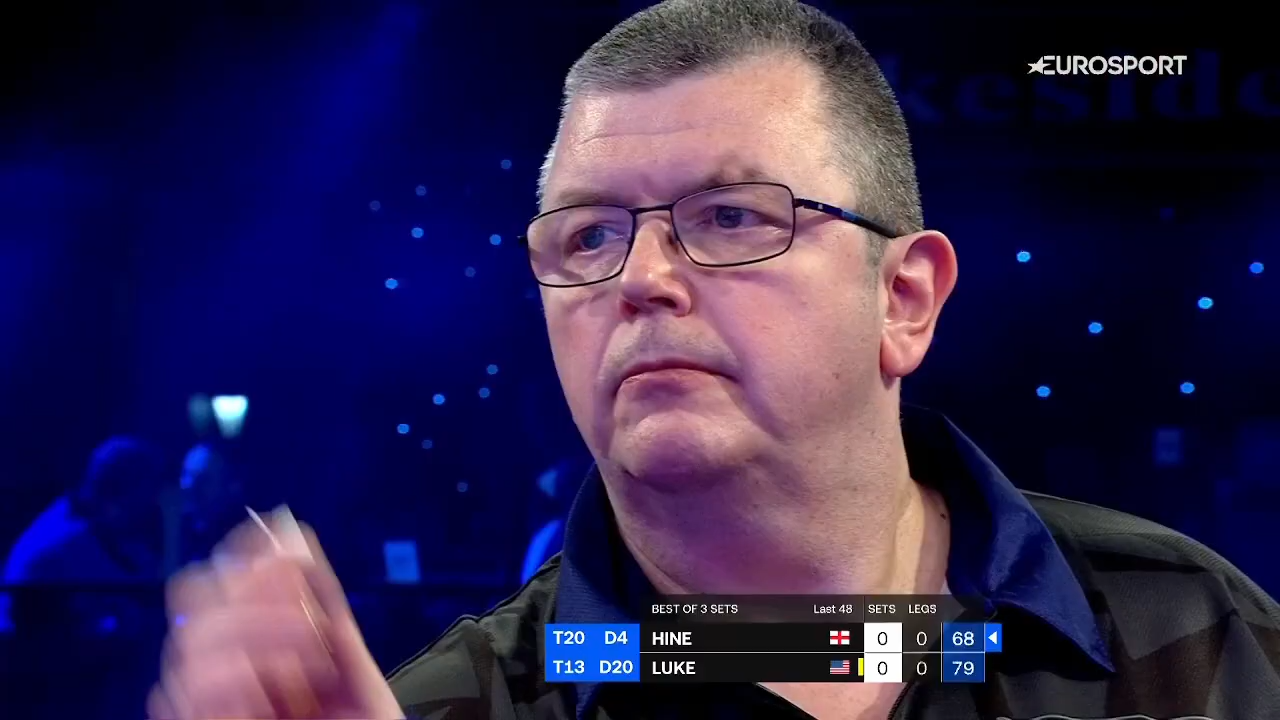 EUROSPORT
keside
BEST OF 3 SETS Last 48 SETS LEGS
T20 D4 HINE 0 0 68
T13 D20 LUKE 0 0 79